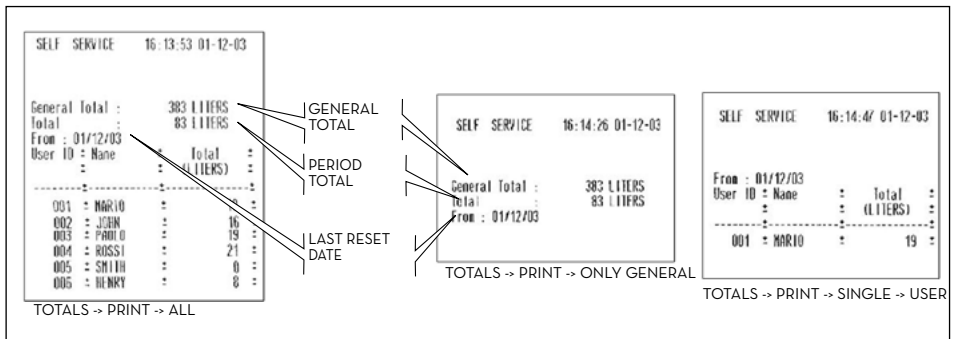 SELF SERVICE 16:13:53 01-12-03
General Total : 383 LITERS
Total : 83 LITERS
From : 01/12/03
User ID : Name : Total :
: : (LITERS) :
001 : MARIO :
002 : JOHN : 16
003 : PAOLO : 19
004 : ROSSI : 21 :
005 : SMITH : 0 :
006 : HENRY : 8 :
TOTALS -> PRINT -> ALL
GENERAL
TOTAL
PERIOD
TOTAL
LAST RESET
DATE
SELF SERVICE 16:14:26 01-12-03
General Total : 383 LITERS
Total : 83 LITERS
From : 01/12/03
TOTALS -> PRINT -> ONLY GENERAL
SELF SERVICE 16:14:47 01-12-03
From : 01/12/03
User ID : Name : Total :
: : (LITERS) :
001 : MARIO : 19 :
TOTALS -> PRINT -> SINGLE -> USER